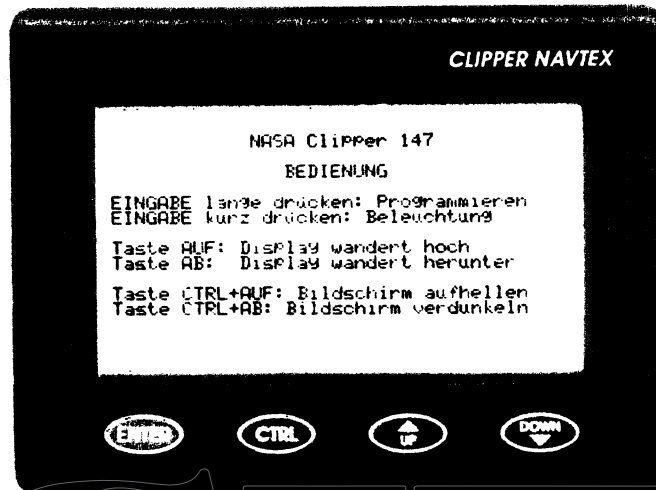 CLIPPER NAVTEX
NASA Clipper 147
BEDIENUNG
EINGABE lange drücken: Programmieren
EINGABE kurz drücken: Beleuchtung
Taste AUF: Display wandert hoch
Taste AB: Display wandert herunter
Taste CTRL+AUF: Bildschirm aufhellen
Taste CTRL+AB: Bildschirm verdunkeln
ENTER CTRL UP DOWN